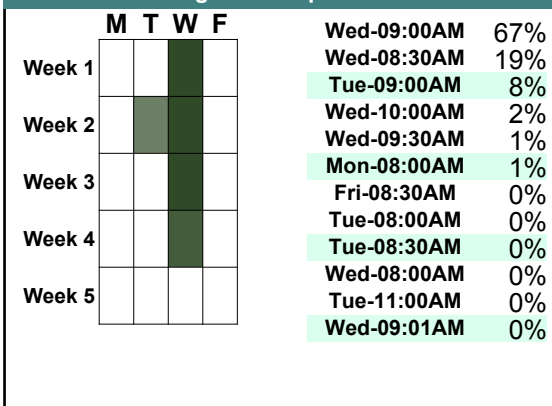 M T W F
Week 1
Week 2
Week 3
Week 4
Week 5
Wed-09:00AM 67%
Wed-08:30AM 19%
Tue-09:00AM 8%
Wed-10:00AM 2%
Wed-09:30AM 1%
Mon-08:00AM 1%
Fri-08:30AM 0%
Tue-08:00AM 0%
Tue-08:30AM 0%
Wed-08:00AM 0%
Tue-11:00AM 0%
Wed-09:01AM 0%